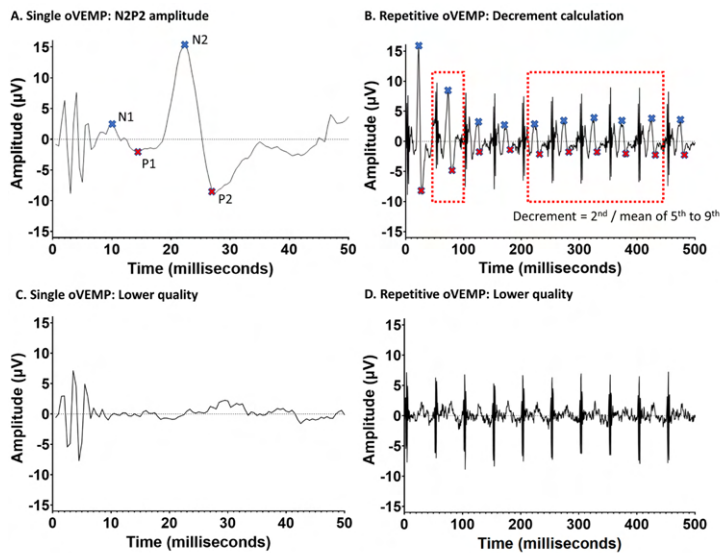 A. Single oVEMP: N2P2 amplitude
Amplitude (µV)
15
10
5
0
-5
-10
-15
N1
P1
N2
P2
0 10 20 30 40 50
Time (milliseconds)
B. Repetitive oVEMP: Decrement calculation
Amplitude (µV)
15
10
5
0
-5
-10
-15
Decrement = 2nd / mean of 5th to 9th
0 100 200 300 400 500
Time (milliseconds)
C. Single oVEMP: Lower quality
Amplitude (µV)
15
10
5
0
-5
-10
-15
0 10 20 30 40 50
Time (milliseconds)
D. Repetitive oVEMP: Lower quality
Amplitude (µV)
15
10
5
0
-5
-10
-15
0 100 200 300 400 500
Time (milliseconds)